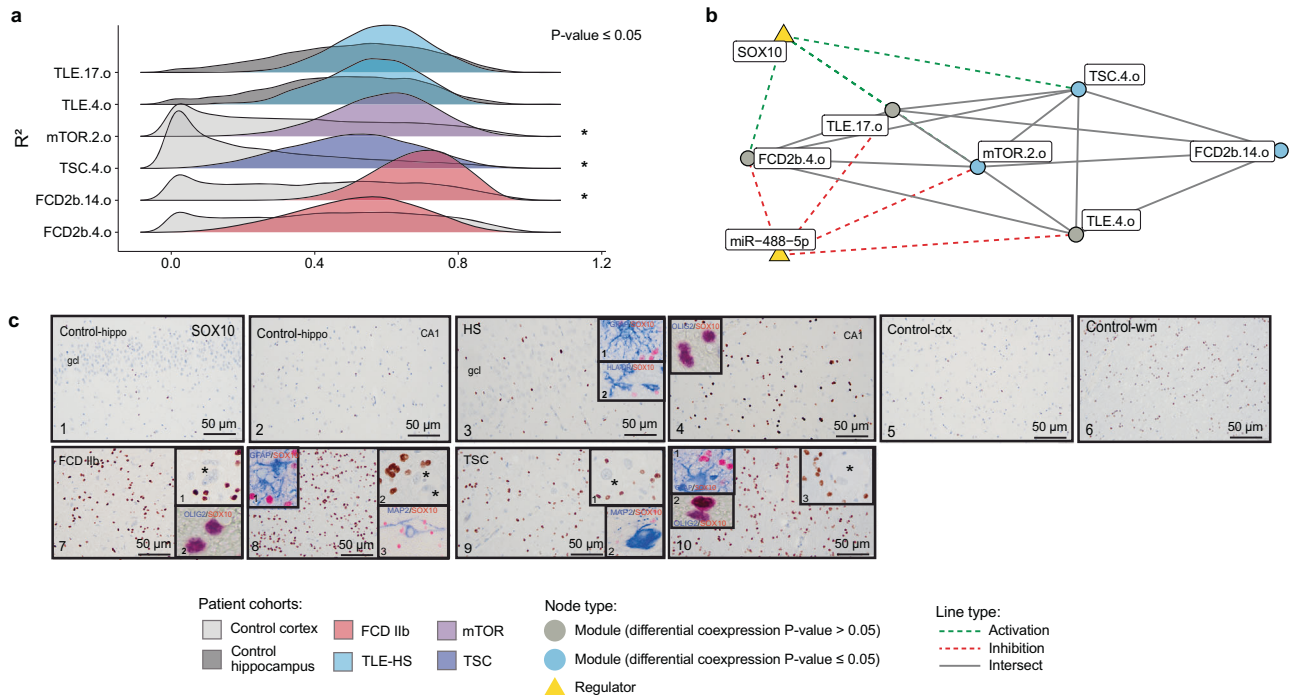 a
P-value ≤ 0.05
TLE.17.o
TLE.4.o
mTOR.2.o
*
TSC.4.o
*
FCD2b.14.o
*
FCD2b.4.o
R²
0.0 0.4 0.8 1.2
b
SOX10
TSC.4.o
TLE.17.o
FCD2b.4.o
mTOR.2.o
FCD2b.14.o
TLE.4.o
miR−488−5p
c
Control-hippo SOX10
gcl
50 µm
1
Control-hippo CA1
50 µm
2
HS
gcl
GFAP/SOX10
1
HLA-DR/SOX10
2
50 µm
3
OLIG2/SOX10
CA1
50 µm
4
Control-ctx
50 µm
5
Control-wm
50 µm
6
FCD IIb
*
1
OLIG2/SOX10
2
50 µm
7
GFAP/SOX10
1
*
*
2
MAP2/SOX10
3
50 µm
8
TSC
*
1
MAP2/SOX10
2
50 µm
9
1
GFAP/SOX10
2
OLIG2/SOX10
*
3
50 µm
10
Patient cohorts:
Control cortex
Control
hippocampus
FCD IIb
TLE-HS
mTOR
TSC
Node type:
Module (differential coexpression P-value > 0.05)
Module (differential coexpression P-value ≤ 0.05)
Regulator
Line type:
Activation
Inhibition
Intersect